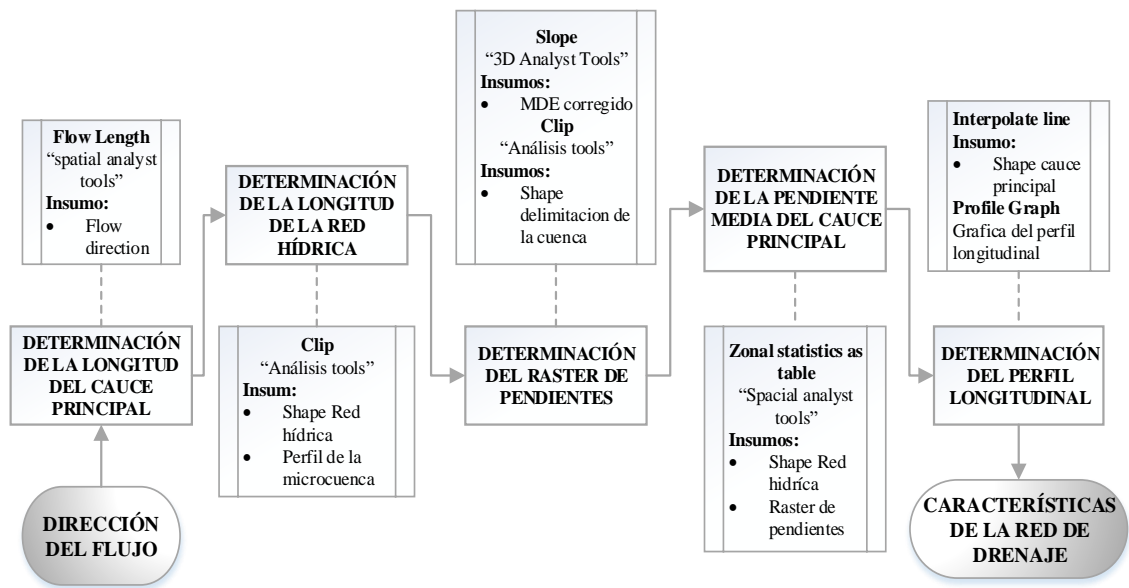 Flow Length
“spatial analyst
tools”
Insumo:
• Flow
direction
DETERMINACIÓN
DE LA LONGITUD
DEL CAUCE
PRINCIPAL
DIRECCIÓN
DEL FLUJO
DETERMINACIÓN
DE LA LONGITUD
DE LA RED
HÍDRICA
Clip
“Análisis tools”
Insum:
• Shape Red
hídrica
• Perfil de la
microcuenca
Slope
“3D Analyst Tools”
Insumos:
• MDE corregido
Clip
“Análisis tools”
Insumos:
• Shape
delimitacion de
la cuenca
DETERMINACIÓN
DEL RASTER DE
PENDIENTES
DETERMINACIÓN
DE LA PENDIENTE
MEDIA DEL CAUCE
PRINCIPAL
Zonal statistics as
table
“Spacial analyst
tools”
Insumos:
• Shape Red
hidríca
• Raster de
pendientes
Interpolate line
Insumo:
• Shape cauce
principal
Profile Graph
Grafica del perfil
longitudinal
DETERMINACIÓN
DEL PERFIL
LONGITUDINAL
CARACTERÍSTICAS
DE LA RED DE
DRENAJE